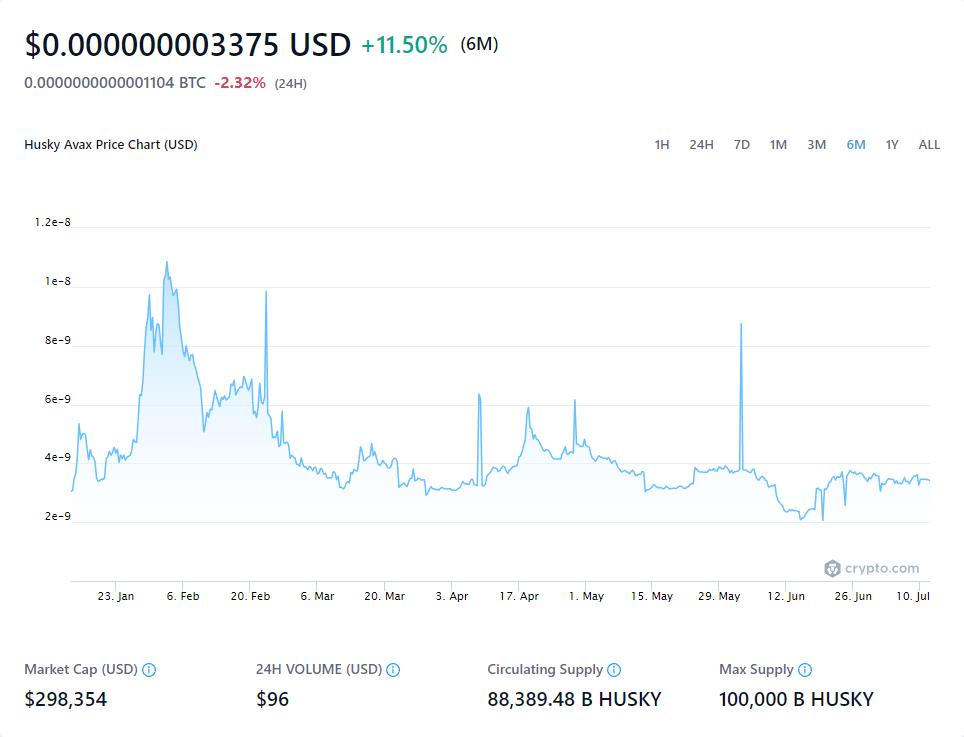 $0.000000003375 USD +11.50% (6M)
0.0000000000001104 BTC -2.32% (24H)
Husky Avax Price Chart (USD) 1H 24H 7D 1M 3M 6M 1Y ALL
1.2e-8
1e-8
8e-9
6e-9
4e-9
2e-9
crypto.com
23. Jan 6. Feb 20. Feb 6. Mar 20. Mar 3. Apr 17. Apr 1. May 15. May 29. May 12. Jun 26. Jun 10. Jul
Market Cap (USD) 24H VOLUME (USD) Circulating Supply Max Supply
$298,354 $96 88,389.48 B HUSKY 100,000 B HUSKY